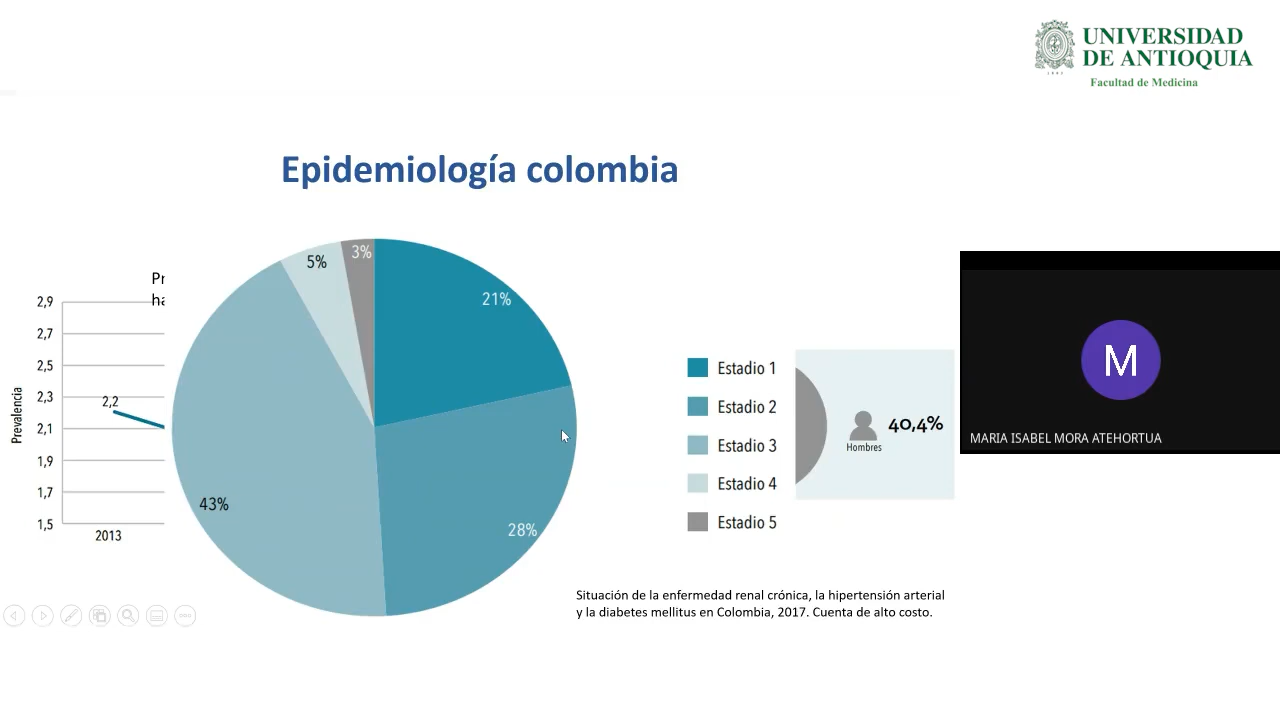 UNIVERSIDAD
DE ANTIOQUIA
1803
Facultad de Medicina
Epidemiología colombia
Pr
ha
Prevalencia
2,9
2,7
2,5
2,3
2,1
1,9
1,7
1,5
2,2
2013
3%
5%
21%
43%
28%
Estadio 1
Estadio 2
Estadio 3
Estadio 4
Estadio 5
40,4%
Hombres
M
MARIA ISABEL MORA ATEHORTUA
Situación de la enfermedad renal crónica, la hipertensión arterial
y la diabetes mellitus en Colombia, 2017. Cuenta de alto costo.